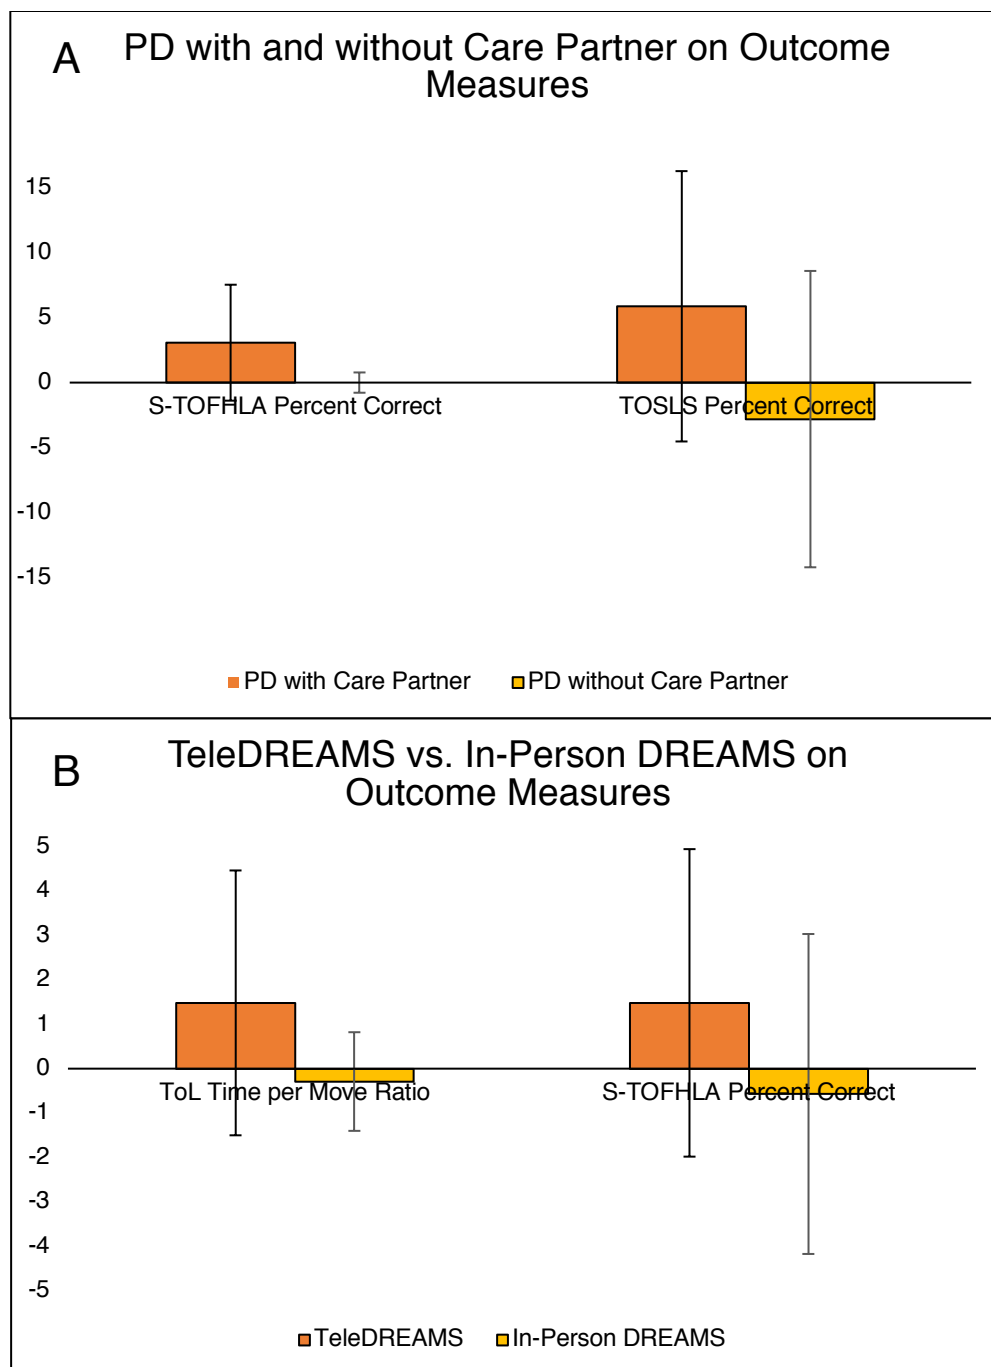 A
PD with and without Care Partner on Outcome
Measures
15
10
5
0
-5
-10
-15
S-TOFHLA Percent Correct
TOSLS Percent Correct
PD with Care Partner
PD without Care Partner
B
TeleDREAMS vs. In-Person DREAMS on
Outcome Measures
5
4
3
2
1
0
-1
-2
-3
-4
-5
ToL Time per Move Ratio
S-TOFHLA Percent Correct
TeleDREAMS
In-Person DREAMS